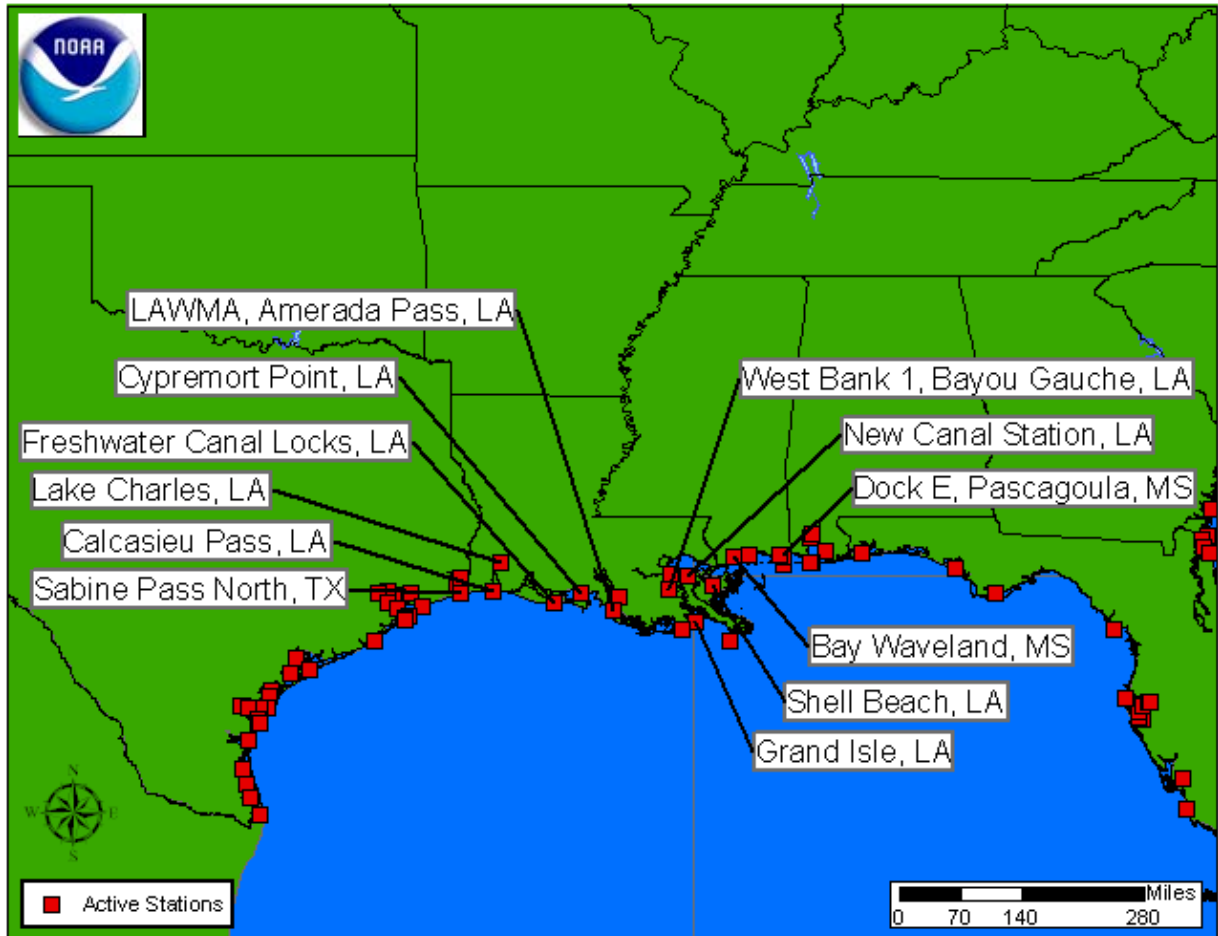 NOAA
LAWMA, Amerada Pass, LA
Cypremort Point, LA
West Bank 1, Bayou Gauche, LA
Freshwater Canal Locks, LA
New Canal Station, LA
Lake Charles, LA
Dock E, Pascagoula, MS
Calcasieu Pass, LA
Sabine Pass North, TX
Bay Waveland, MS
Shell Beach, LA
Grand Isle, LA
N
W E
S
Active Stations
Miles
0 70 140 280